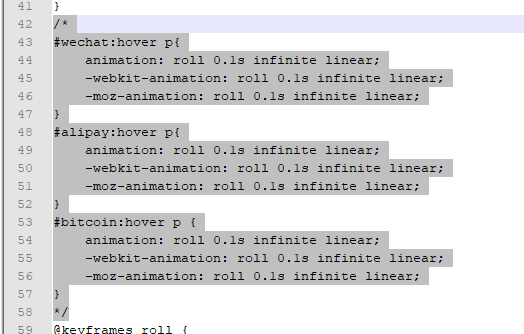 41 }
42 /*
43 #wechat:hover p{
44     animation: roll 0.1s infinite linear;
45     -webkit-animation: roll 0.1s infinite linear;
46     -moz-animation: roll 0.1s infinite linear;
47 }
48 #alipay:hover p{
49     animation: roll 0.1s infinite linear;
50     -webkit-animation: roll 0.1s infinite linear;
51     -moz-animation: roll 0.1s infinite linear;
52 }
53 #bitcoin:hover p {
54     animation: roll 0.1s infinite linear;
55     -webkit-animation: roll 0.1s infinite linear;
56     -moz-animation: roll 0.1s infinite linear;
57 }
58 */
59 @keyframes roll {